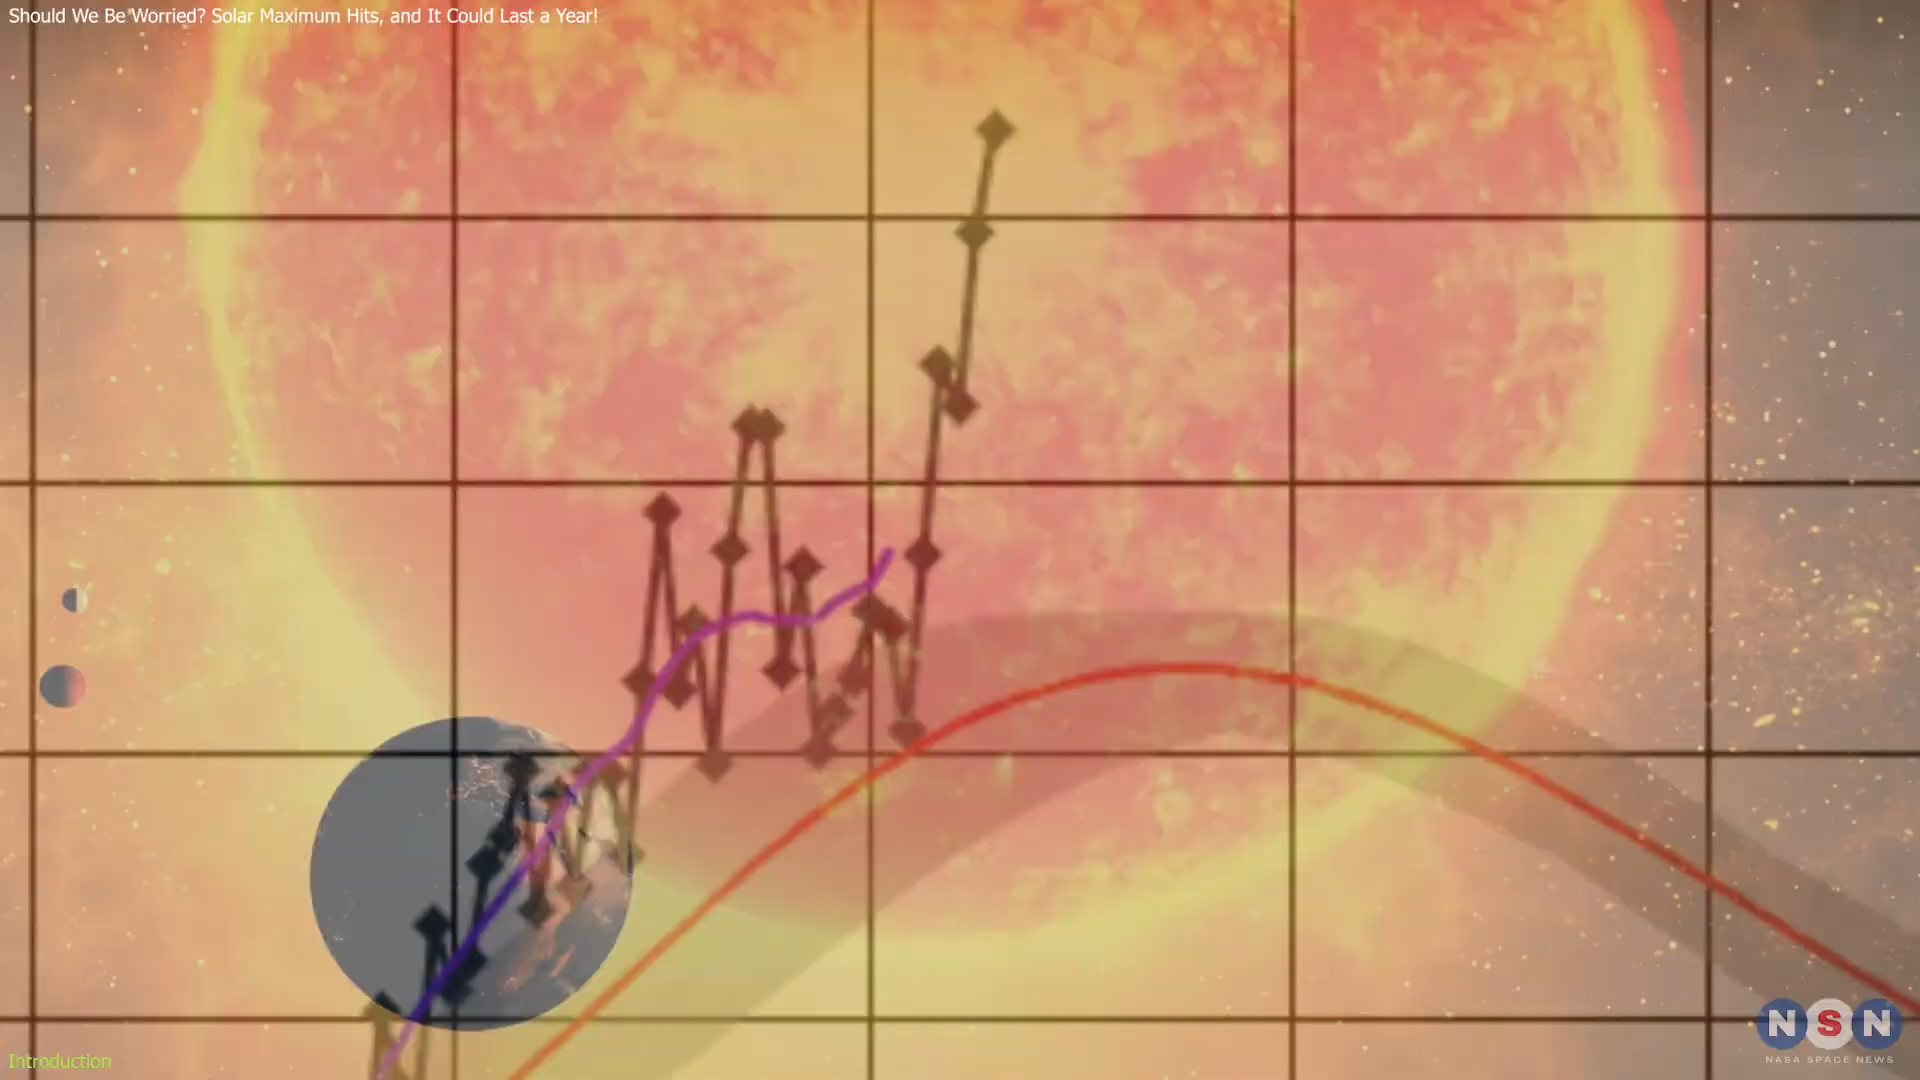 Should We Be Worried? Solar Maximum Hits, and It Could Last a Year!
Introduction
NSN
NASA SPACE NEWS